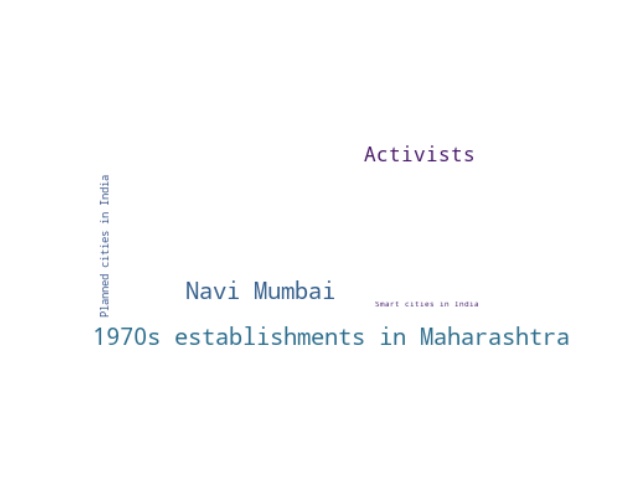 Activists
Planned cities in India
Navi Mumbai
Smart cities in India
1970s establishments in Maharashtra